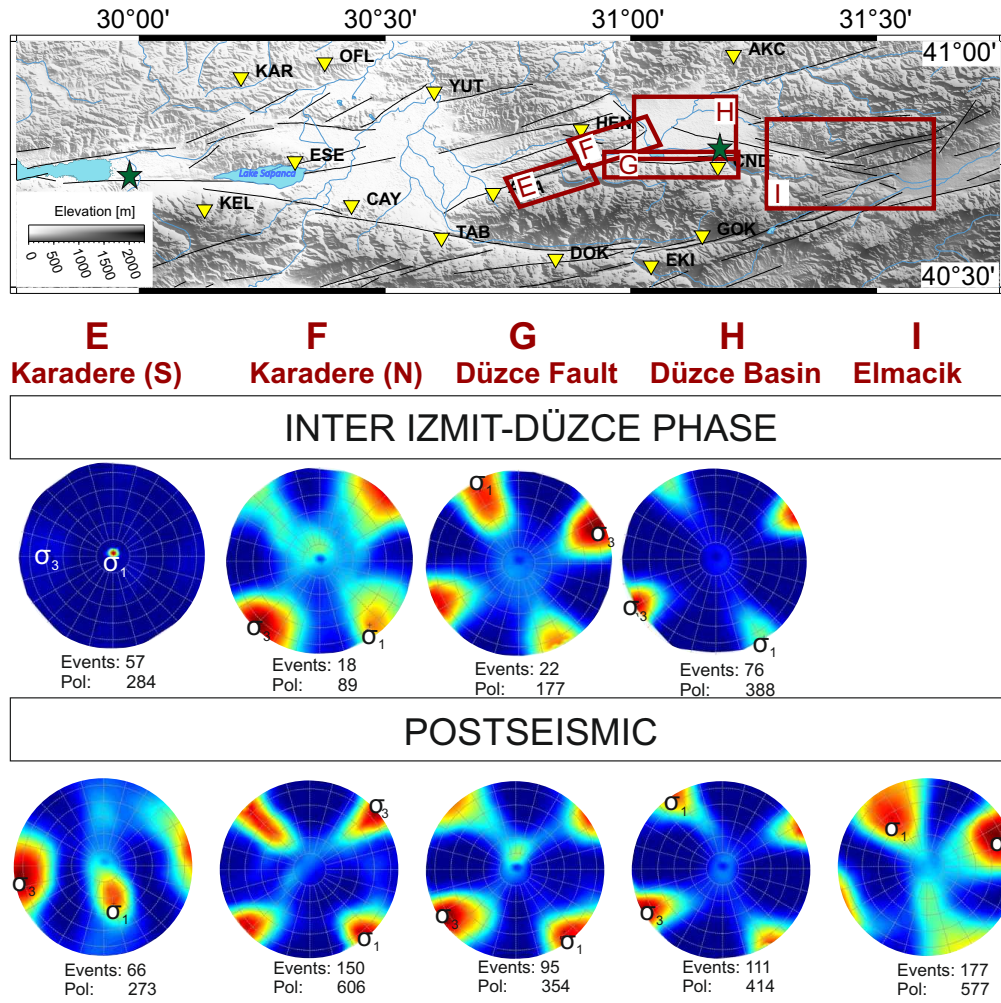 30°00' 30°30' 31°00' 31°30'
41°00'
AKC
OFL
KAR
YUT
HEN
H
F
ESE
G
CND
Lake Sapanca
E
I
KEL
CAY
Elevation [m]
TAB
GOK
DOK
EKI
0 500 1000 1500 2000
40°30'
E F G H I
Karadere (S) Karadere (N) Düzce Fault Düzce Basin Elmacik
INTER IZMIT-DÜZCE PHASE
σ3 σ1
σ3 σ1
σ1 σ3
σ3 σ1
Events: 57 Events: 18 Events: 22 Events: 76
Pol: 284 Pol: 89 Pol: 177 Pol: 388
POSTSEISMIC
σ3 σ1
σ3 σ1
σ3 σ1
σ1 σ3
σ1 σ
Events: 66 Events: 150 Events: 95 Events: 111 Events: 177
Pol: 273 Pol: 606 Pol: 354 Pol: 414 Pol: 577